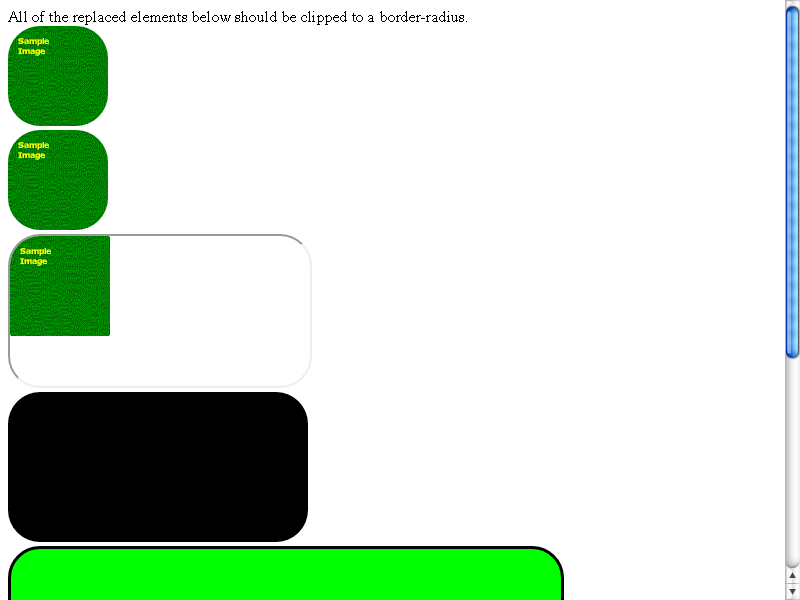 All of the replaced elements below should be clipped to a border-radius.
Sample
Image
Sample
Image
Sample
Image